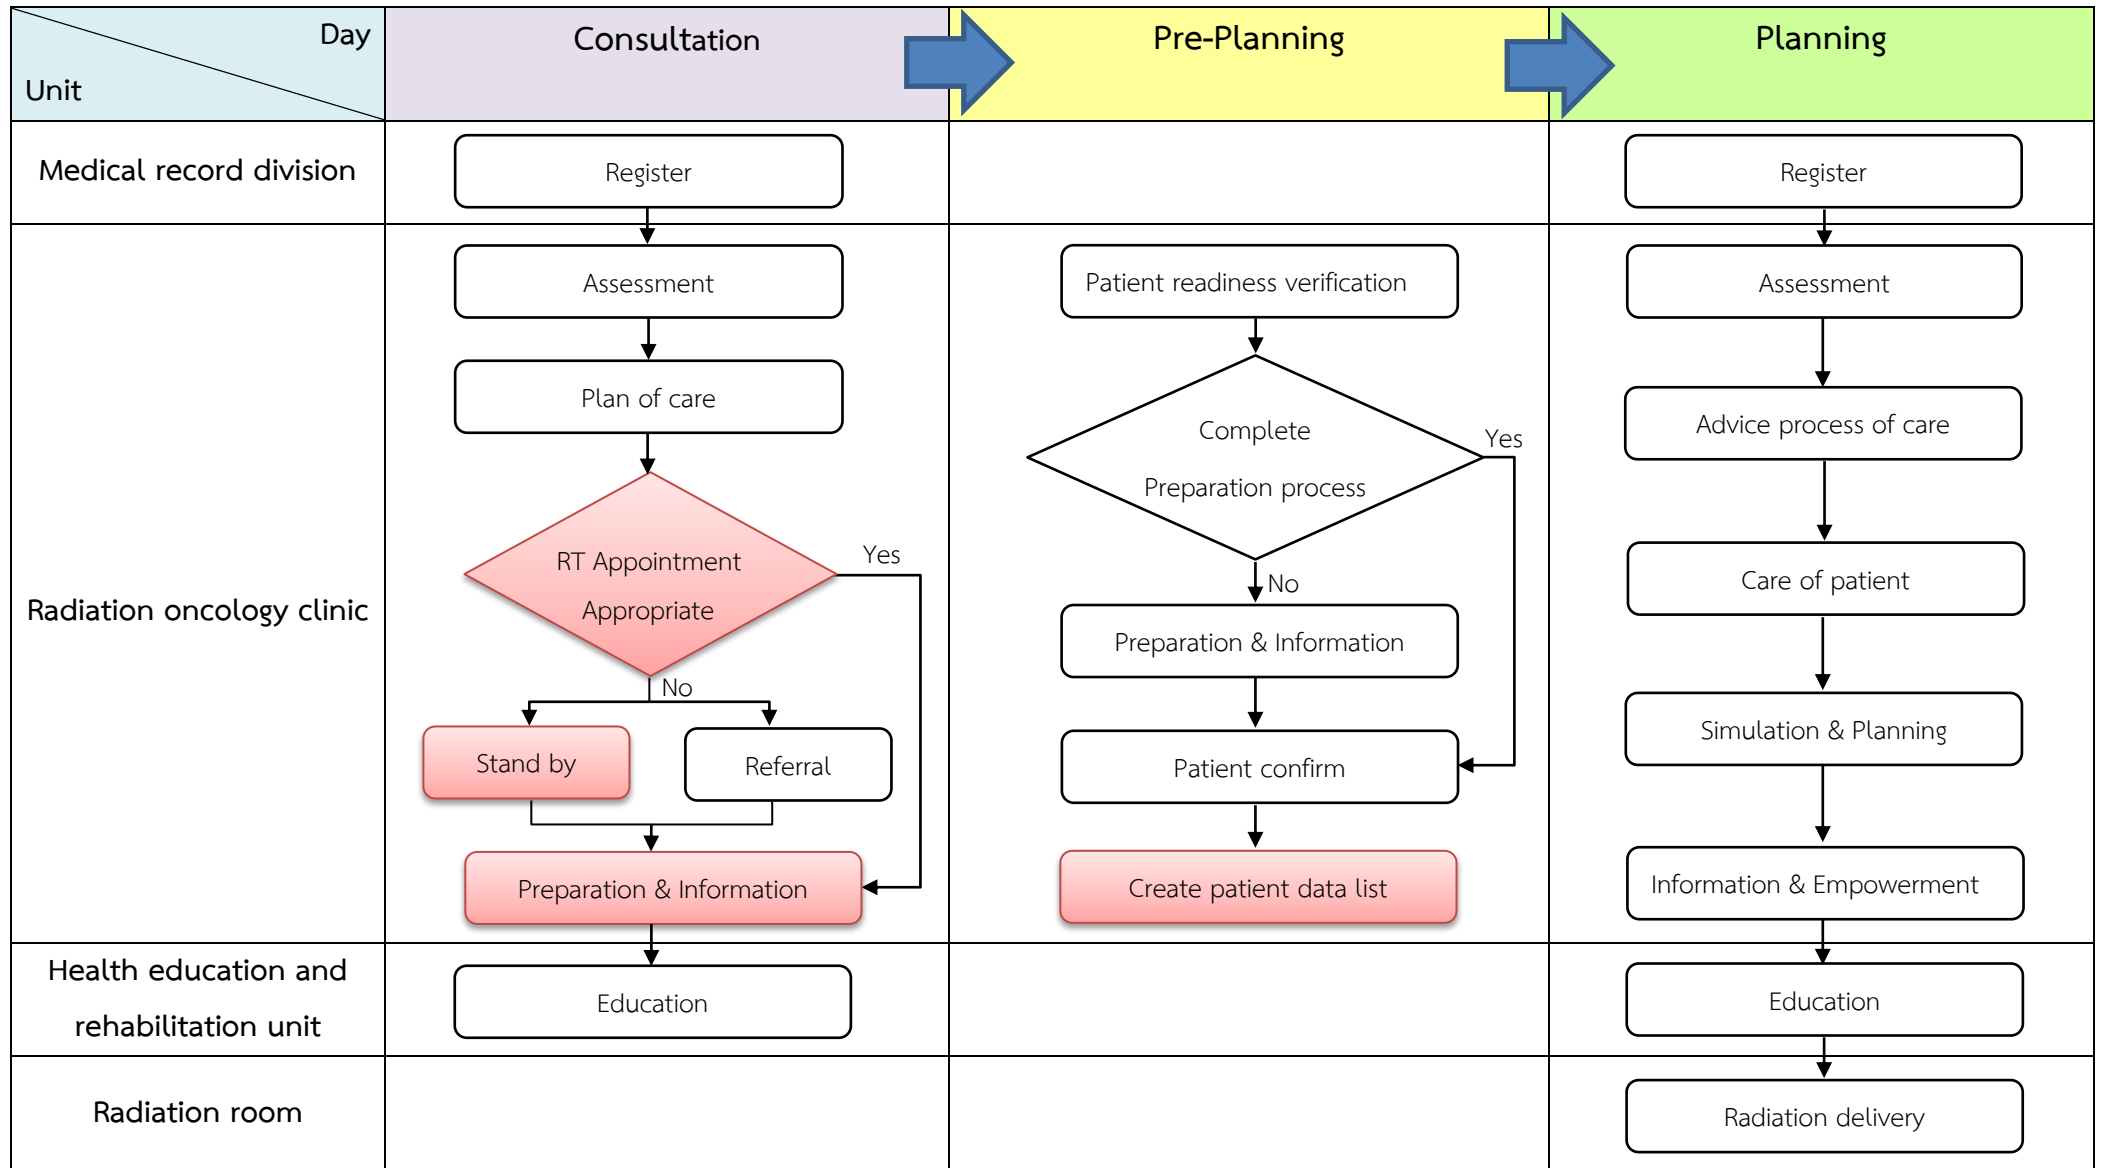 Day
Unit
Consultation
Pre-Planning
Planning
Medical record division
Register
Register
Radiation oncology clinic
Assessment
Plan of care
RT Appointment
Appropriate
Yes
No
Stand by
Referral
Preparation & Information
Patient readiness verification
Complete
Preparation process
Yes
No
Preparation & Information
Patient confirm
Create patient data list
Assessment
Advice process of care
Care of patient
Simulation & Planning
Information & Empowerment
Health education and
rehabilitation unit
Education
Education
Radiation room
Radiation delivery